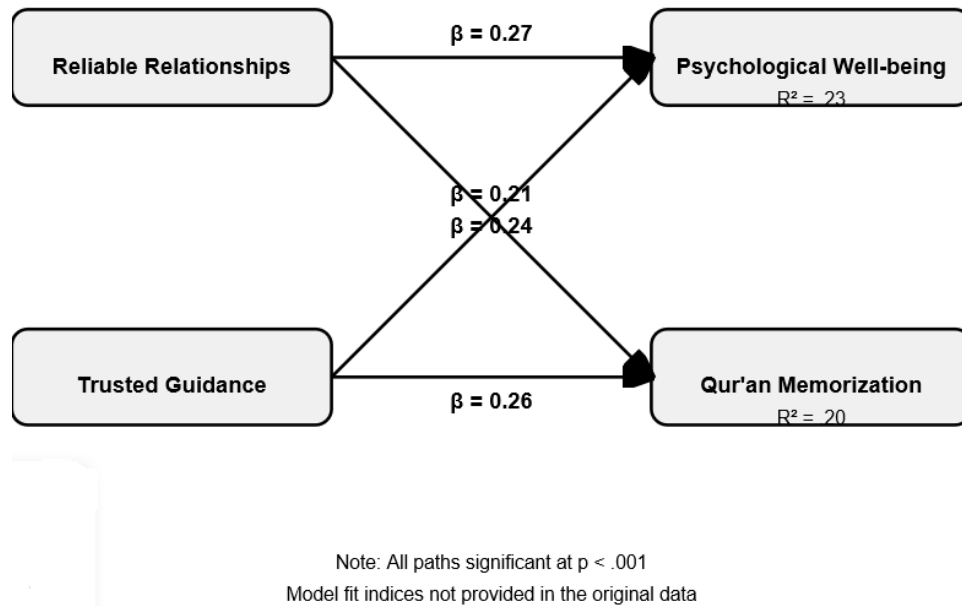 β = 0.27
Reliable Relationships
Psychological Well-being
R² = .23
β = 0.21
β = 0.24
Trusted Guidance
Qur'an Memorization
β = 0.26
R² = .20
Note: All paths significant at p < .001
Model fit indices not provided in the original data